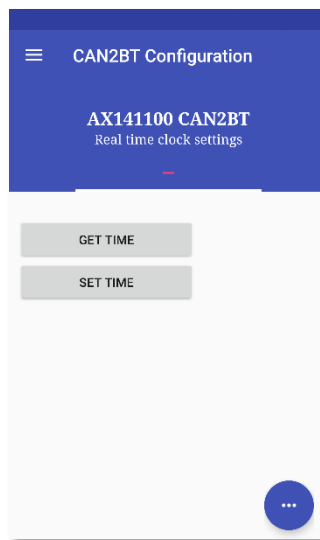 CAN2BT Configuration
AX141100 CAN2BT
Real time clock settings
GET TIME
SET TIME